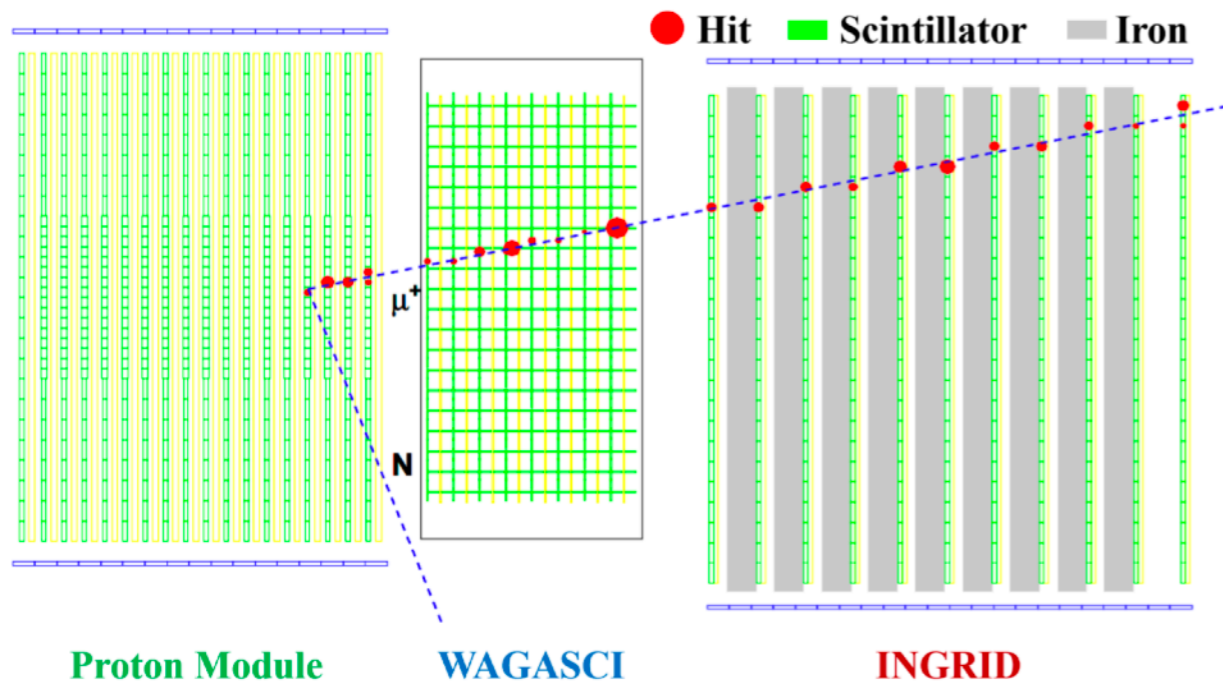 Hit Scintillator Iron
μ⁺
N
Proton Module WAGASCI INGRID